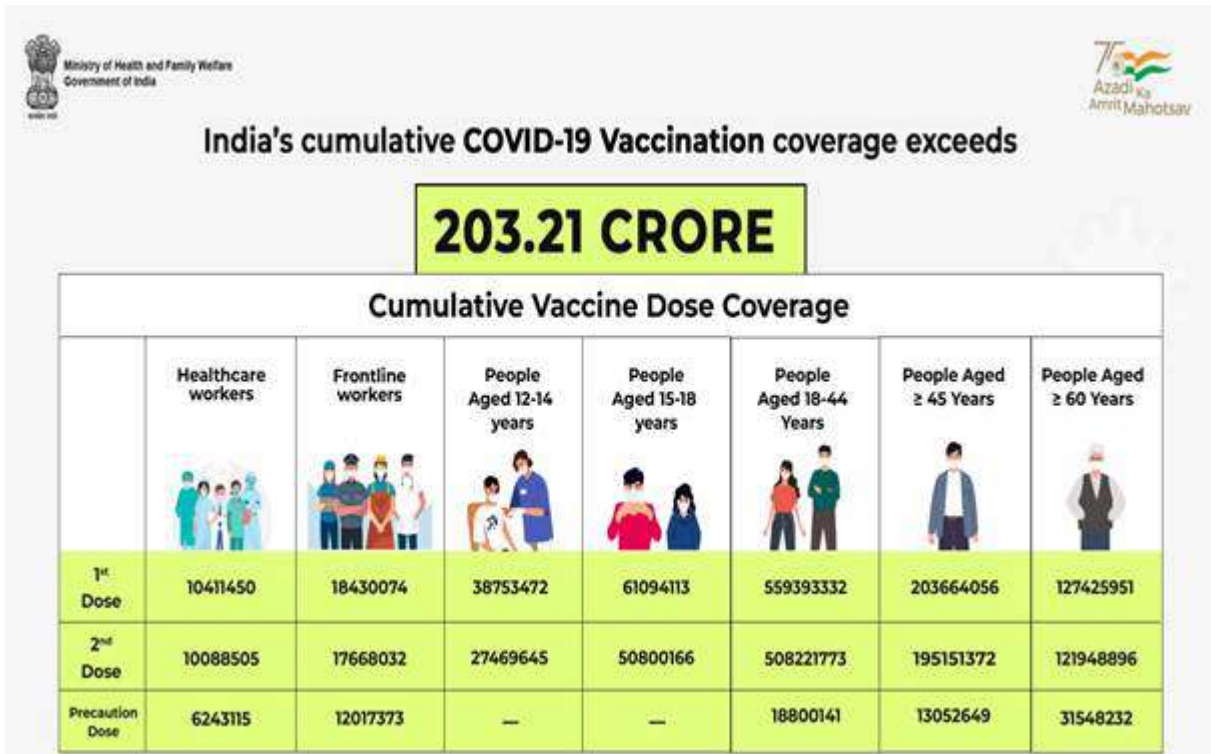 Ministry of Health and Family Welfare
Government of India
75
Azadi Ka
Amrit Mahotsav
India's cumulative COVID-19 Vaccination coverage exceeds
203.21 CRORE
Cumulative Vaccine Dose Coverage
Healthcare
workers
Frontline
workers
People
Aged 12-14
years
People
Aged 15-18
years
People
Aged 18-44
Years
People Aged
≥ 45 Years
People Aged
≥ 60 Years
1st
Dose
10411450
18430074
38753472
61094113
559393332
203664056
127425951
2nd
Dose
10088505
17668032
27469645
50800166
508221773
195151372
121948896
Precaution
Dose
6243115
12017373
—
—
18800141
13052649
31548232